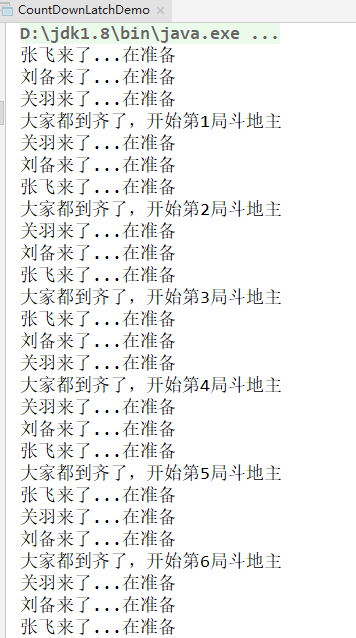 CountDownLatchDemo ×
D:\jdk1.8\bin\java.exe ...
张飞来了...在准备
刘备来了...在准备
关羽来了...在准备
大家都到齐了，开始第1局斗地主
关羽来了...在准备
刘备来了...在准备
张飞来了...在准备
大家都到齐了，开始第2局斗地主
关羽来了...在准备
刘备来了...在准备
张飞来了...在准备
大家都到齐了，开始第3局斗地主
张飞来了...在准备
刘备来了...在准备
关羽来了...在准备
大家都到齐了，开始第4局斗地主
关羽来了...在准备
刘备来了...在准备
张飞来了...在准备
大家都到齐了，开始第5局斗地主
张飞来了...在准备
关羽来了...在准备
刘备来了...在准备
大家都到齐了，开始第6局斗地主
关羽来了...在准备
刘备来了...在准备
张飞来了...在准备